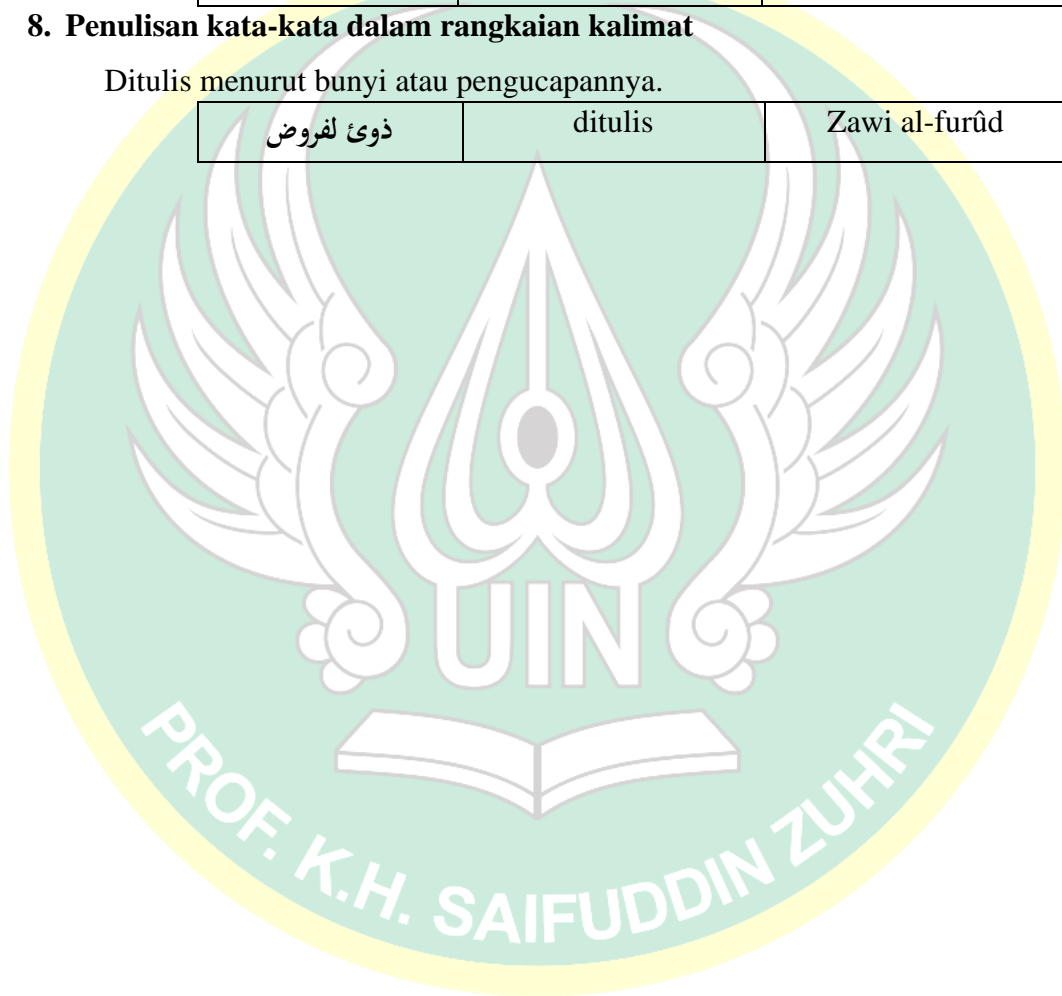 8. Penulisan kata-kata dalam rangkaian kalimat
Ditulis menurut bunyi atau pengucapannya.
ذوئ لفروض ditulis Zawi al-furûd
UIN
PROF. K.H. SAIFUDDIN ZUHRI